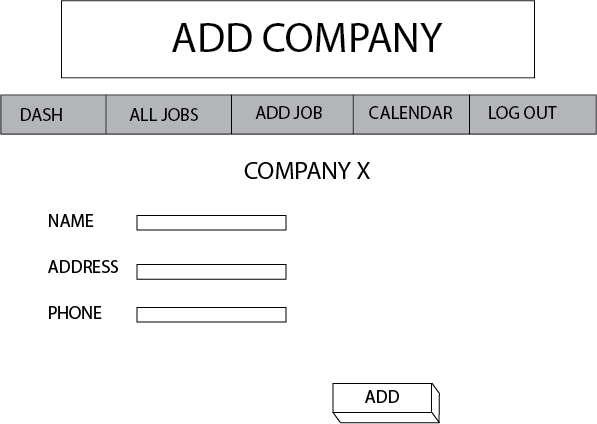 ADD COMPANY
DASH ALL JOBS ADD JOB CALENDAR LOG OUT
COMPANY X
NAME
ADDRESS
PHONE
ADD